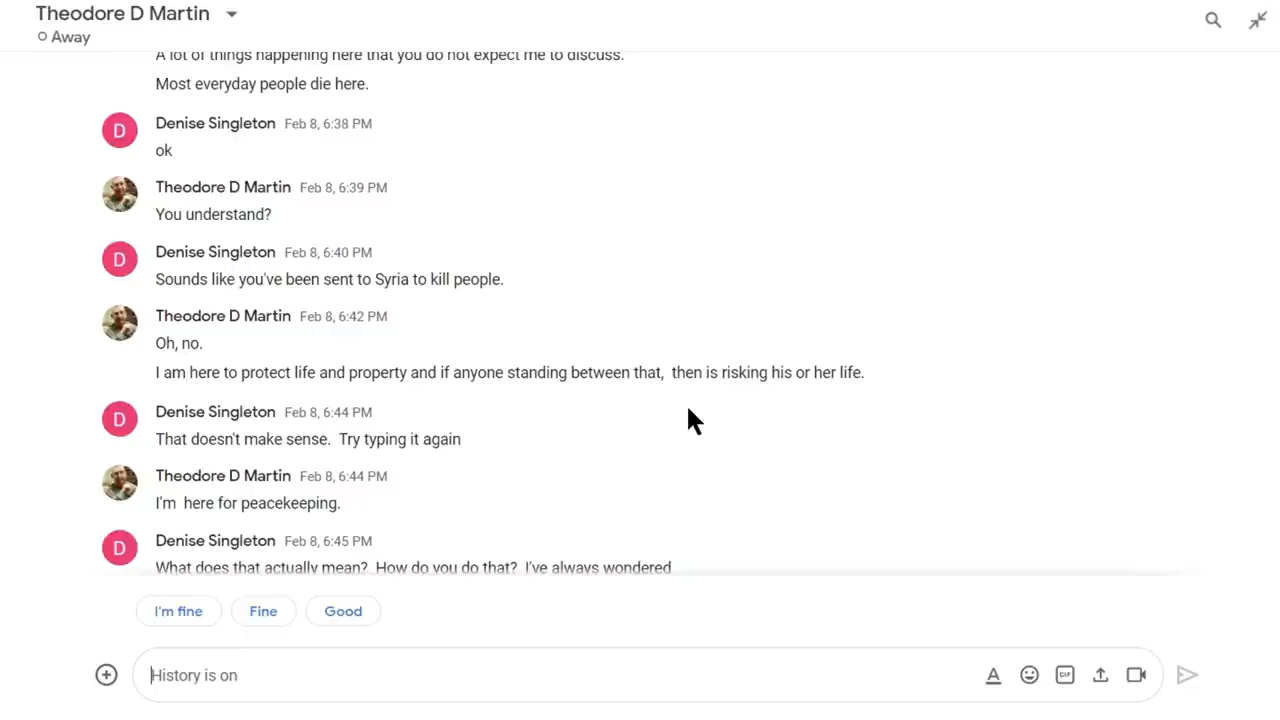 Theodore D Martin
Away
A lot of things happening here that you do not expect me to discuss.
Most everyday people die here.
D
Denise Singleton Feb 8, 6:38 PM
ok
Theodore D Martin Feb 8, 6:39 PM
You understand?
D
Denise Singleton Feb 8, 6:40 PM
Sounds like you've been sent to Syria to kill people.
Theodore D Martin Feb 8, 6:42 PM
Oh, no.
I am here to protect life and property and if anyone standing between that,  then is risking his or her life.
D
Denise Singleton Feb 8, 6:44 PM
That doesn't make sense.  Try typing it again
Theodore D Martin Feb 8, 6:44 PM
I'm  here for peacekeeping.
D
Denise Singleton Feb 8, 6:45 PM
What does that actually mean?  How do you do that?  I've always wondered
I'm fine Fine Good
History is on
A GIF